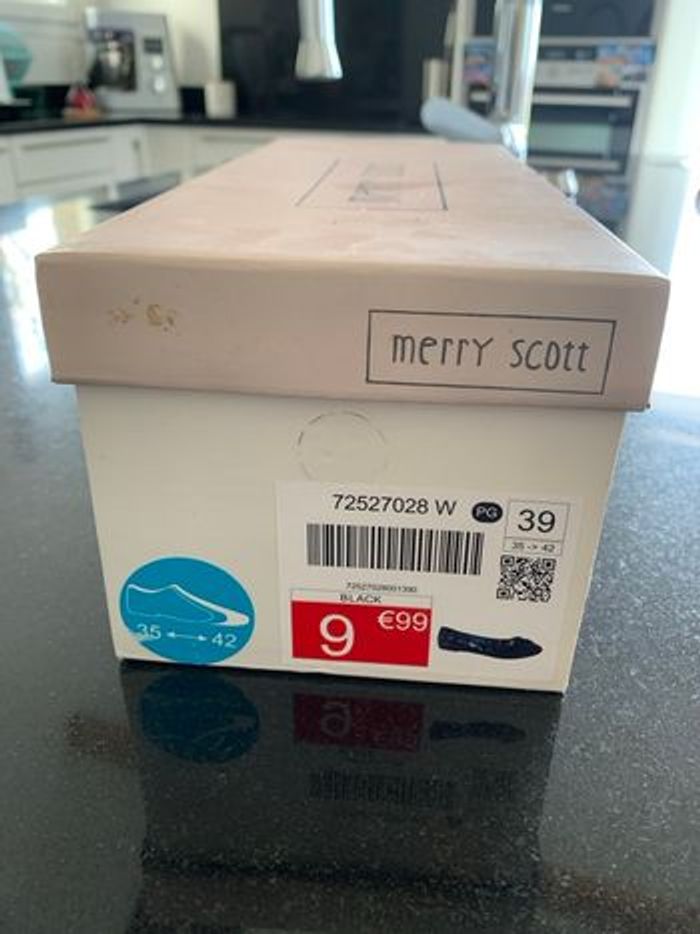 merry scott
72527028 W PG 39
35 -> 42
BLACK
9 €99
35 42